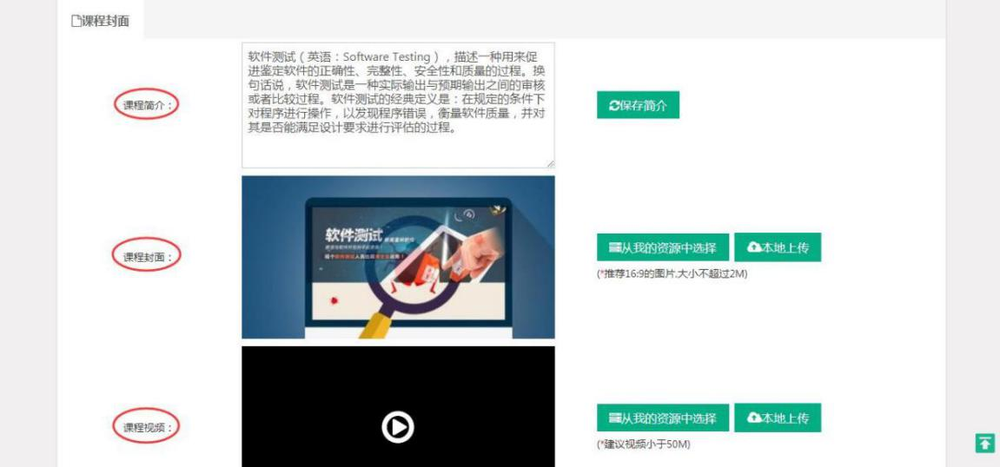 课程封面
课程简介：
软件测试（英语：Software Testing），描述一种用来促
进鉴定软件的正确性、完整性、安全性和质量的过程。换
句话说，软件测试是一种实际输出与预期输出之间的审核
或者比较过程。软件测试的经典定义是：在规定的条件下
对程序进行操作，以发现程序错误，衡量软件质量，并对
其是否能满足设计要求进行评估的过程。
保存简介
课程封面：
软件测试
从我的资源中选择
本地上传
(*推荐16:9的图片,大小不超过2M)
课程视频：
从我的资源中选择
本地上传
(*建议视频小于50M)